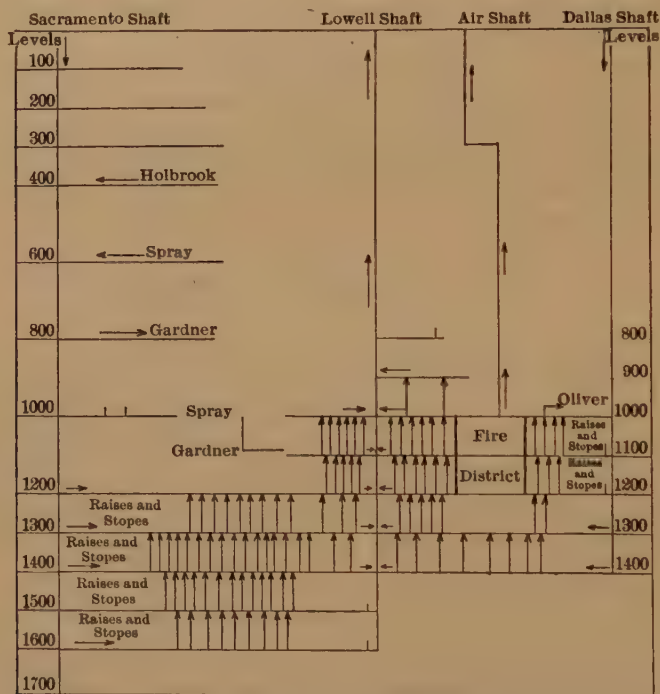 Sacramento Shaft Lowell Shaft Air Shaft Dallas Shaft
Levels Levels
100
200
300
Holbrook
400
Spray
600
Gardner
800 800
900
Oliver
1000 Spray 1000
Fire Raises
and
Stopes
Gardner 1100
District Raises
and
Stopes
1200 1200
Raises and
Stopes
1300 1300
Raises and
Stopes
1400 1400
Raises and
Stopes
1500
Raises and
Stopes
1600
1700